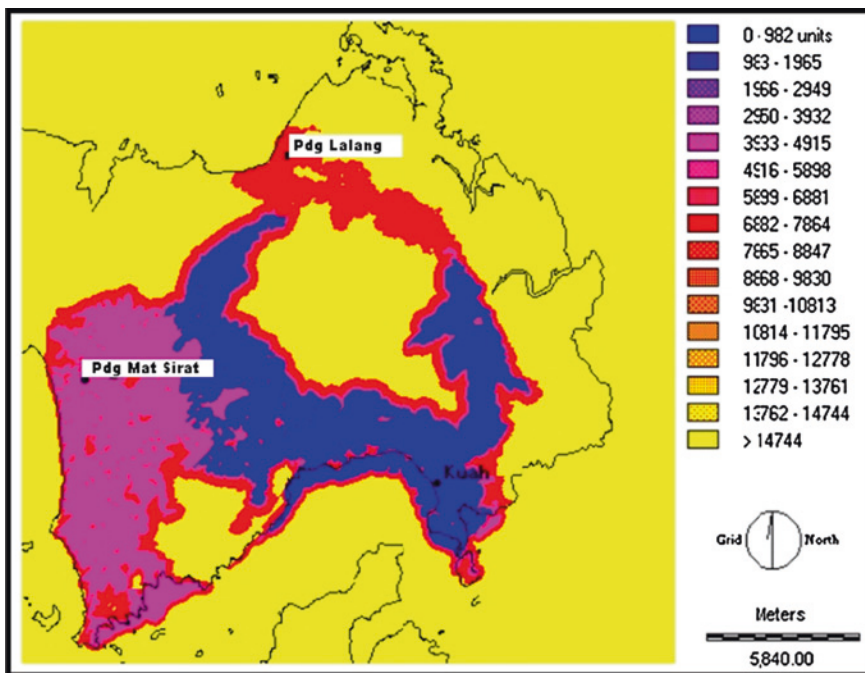 Pdg Lalang
Pdg Mat Sirat
Kuah
0 - 982 units
983 - 1965
1966 - 2949
2950 - 3932
3933 - 4915
4916 - 5898
5899 - 6881
6882 - 7864
7865 - 8847
8868 - 9830
9831 - 10813
10814 - 11795
11796 - 12778
12779 - 13761
13762 - 14744
> 14744
Grid North
Meters
5,840.00